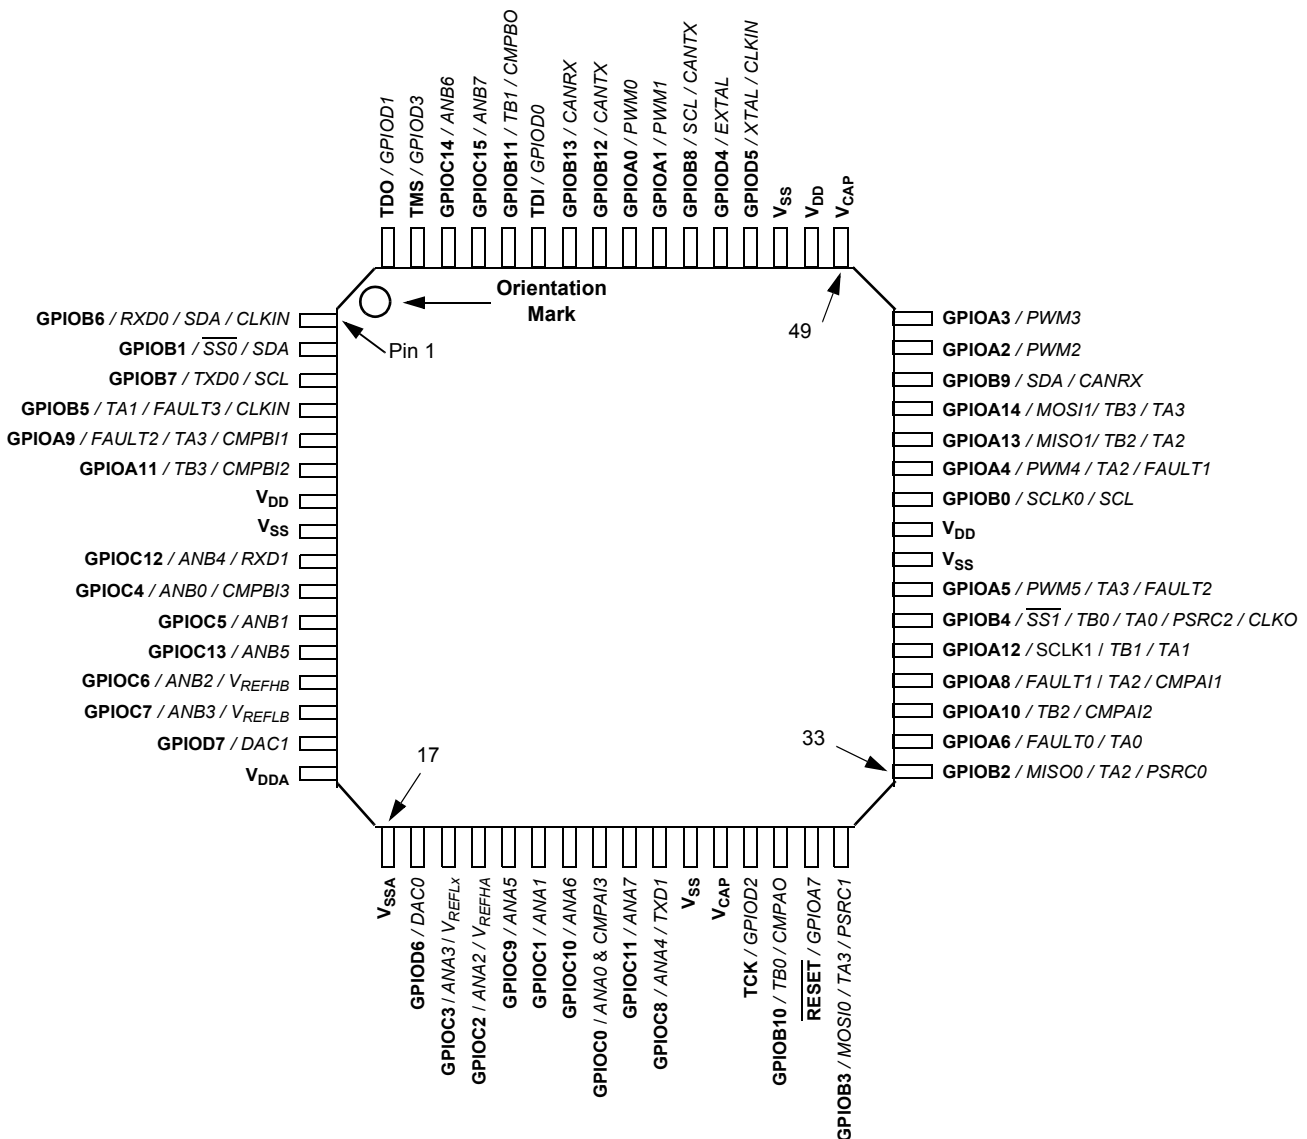 TDO / GPIOD1
TMS / GPIOD3
GPIOC14 / ANB6
GPIOC15 / ANB7
GPIOB11 / TB1 / CMPBO
TDI / GPIOD0
GPIOB13 / CANRX
GPIOB12 / CANTX
GPIOA0 / PWM0
GPIOA1 / PWM1
GPIOB8 / SCL / CANTX
GPIOD4 / EXTAL
GPIOD5 / XTAL / CLKIN
VSS
VDD
VCAP
Orientation
Mark
Pin 1
49
GPIOB6 / RXD0 / SDA / CLKIN
GPIOB1 / SS0 / SDA
GPIOB7 / TXD0 / SCL
GPIOB5 / TA1 / FAULT3 / CLKIN
GPIOA9 / FAULT2 / TA3 / CMPBI1
GPIOA11 / TB3 / CMPBI2
VDD
VSS
GPIOC12 / ANB4 / RXD1
GPIOC4 / ANB0 / CMPBI3
GPIOC5 / ANB1
GPIOC13 / ANB5
GPIOC6 / ANB2 / VREFHB
GPIOC7 / ANB3 / VREFLB
GPIOD7 / DAC1
VDDA
GPIOA3 / PWM3
GPIOA2 / PWM2
GPIOB9 / SDA / CANRX
GPIOA14 / MOSI1/ TB3 / TA3
GPIOA13 / MISO1/ TB2 / TA2
GPIOA4 / PWM4 / TA2 / FAULT1
GPIOB0 / SCLK0 / SCL
VDD
VSS
GPIOA5 / PWM5 / TA3 / FAULT2
GPIOB4 / SS1 / TB0 / TA0 / PSRC2 / CLKO
GPIOA12 / SCLK1 / TB1 / TA1
GPIOA8 / FAULT1 / TA2 / CMPAI1
GPIOA10 / TB2 / CMPAI2
GPIOA6 / FAULT0 / TA0
GPIOB2 / MISO0 / TA2 / PSRC0
17
33
VSSA
GPIOD6 / DAC0
GPIOC3 / ANA3 / VREFLx
GPIOC2 / ANA2 / VREFHA
GPIOC9 / ANA5
GPIOC1 / ANA1
GPIOC10 / ANA6
GPIOC0 / ANA0 & CMPAI3
GPIOC11 / ANA7
GPIOC8 / ANA4 / TXD1
VSS
VCAP
TCK / GPIOD2
GPIOB10 / TB0 / CMPAO
RESET / GPIOA7
GPIOB3 / MOSI0 / TA3 / PSRC1